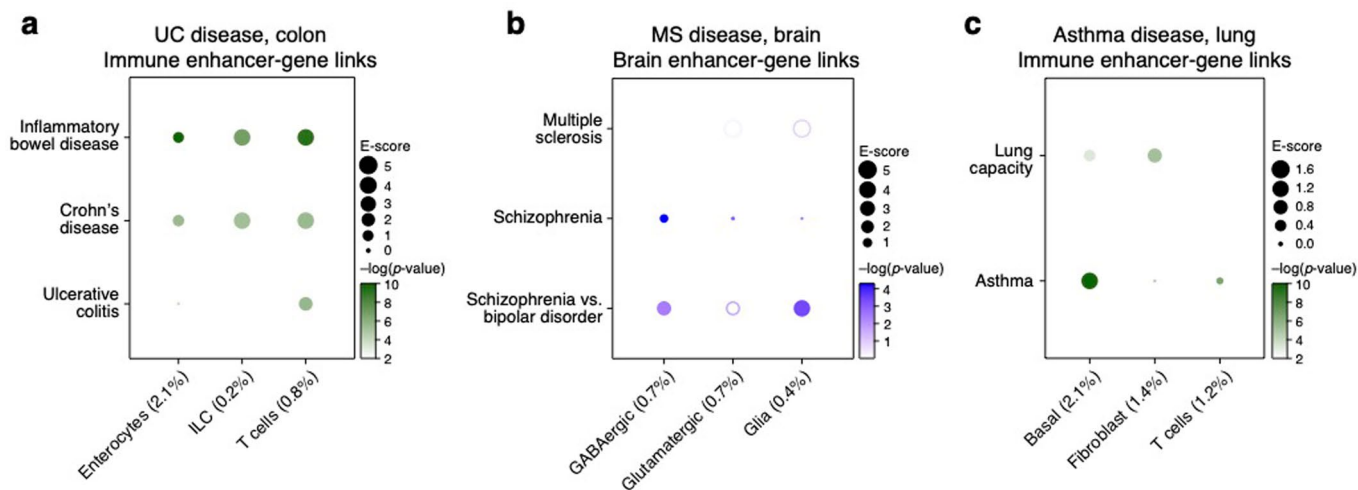 a
UC disease, colon
Immune enhancer-gene links
Inflammatory
bowel disease
Crohn's
disease
Ulcerative
colitis
Enterocytes (2.1%)
ILC (0.2%)
T cells (0.8%)
E-score
5
4
3
2
1
0
–log(p-value)
10
8
6
4
2
b
MS disease, brain
Brain enhancer-gene links
Multiple
sclerosis
Schizophrenia
Schizophrenia vs.
bipolar disorder
GABAergic (0.7%)
Glutamatergic (0.7%)
Glia (0.4%)
E-score
5
4
3
2
1
–log(p-value)
4
3
2
1
c
Asthma disease, lung
Immune enhancer-gene links
Lung
capacity
Asthma
Basal (2.1%)
Fibroblast (1.4%)
T cells (1.2%)
E-score
1.6
1.2
0.8
0.4
0.0
–log(p-value)
10
8
6
4
2